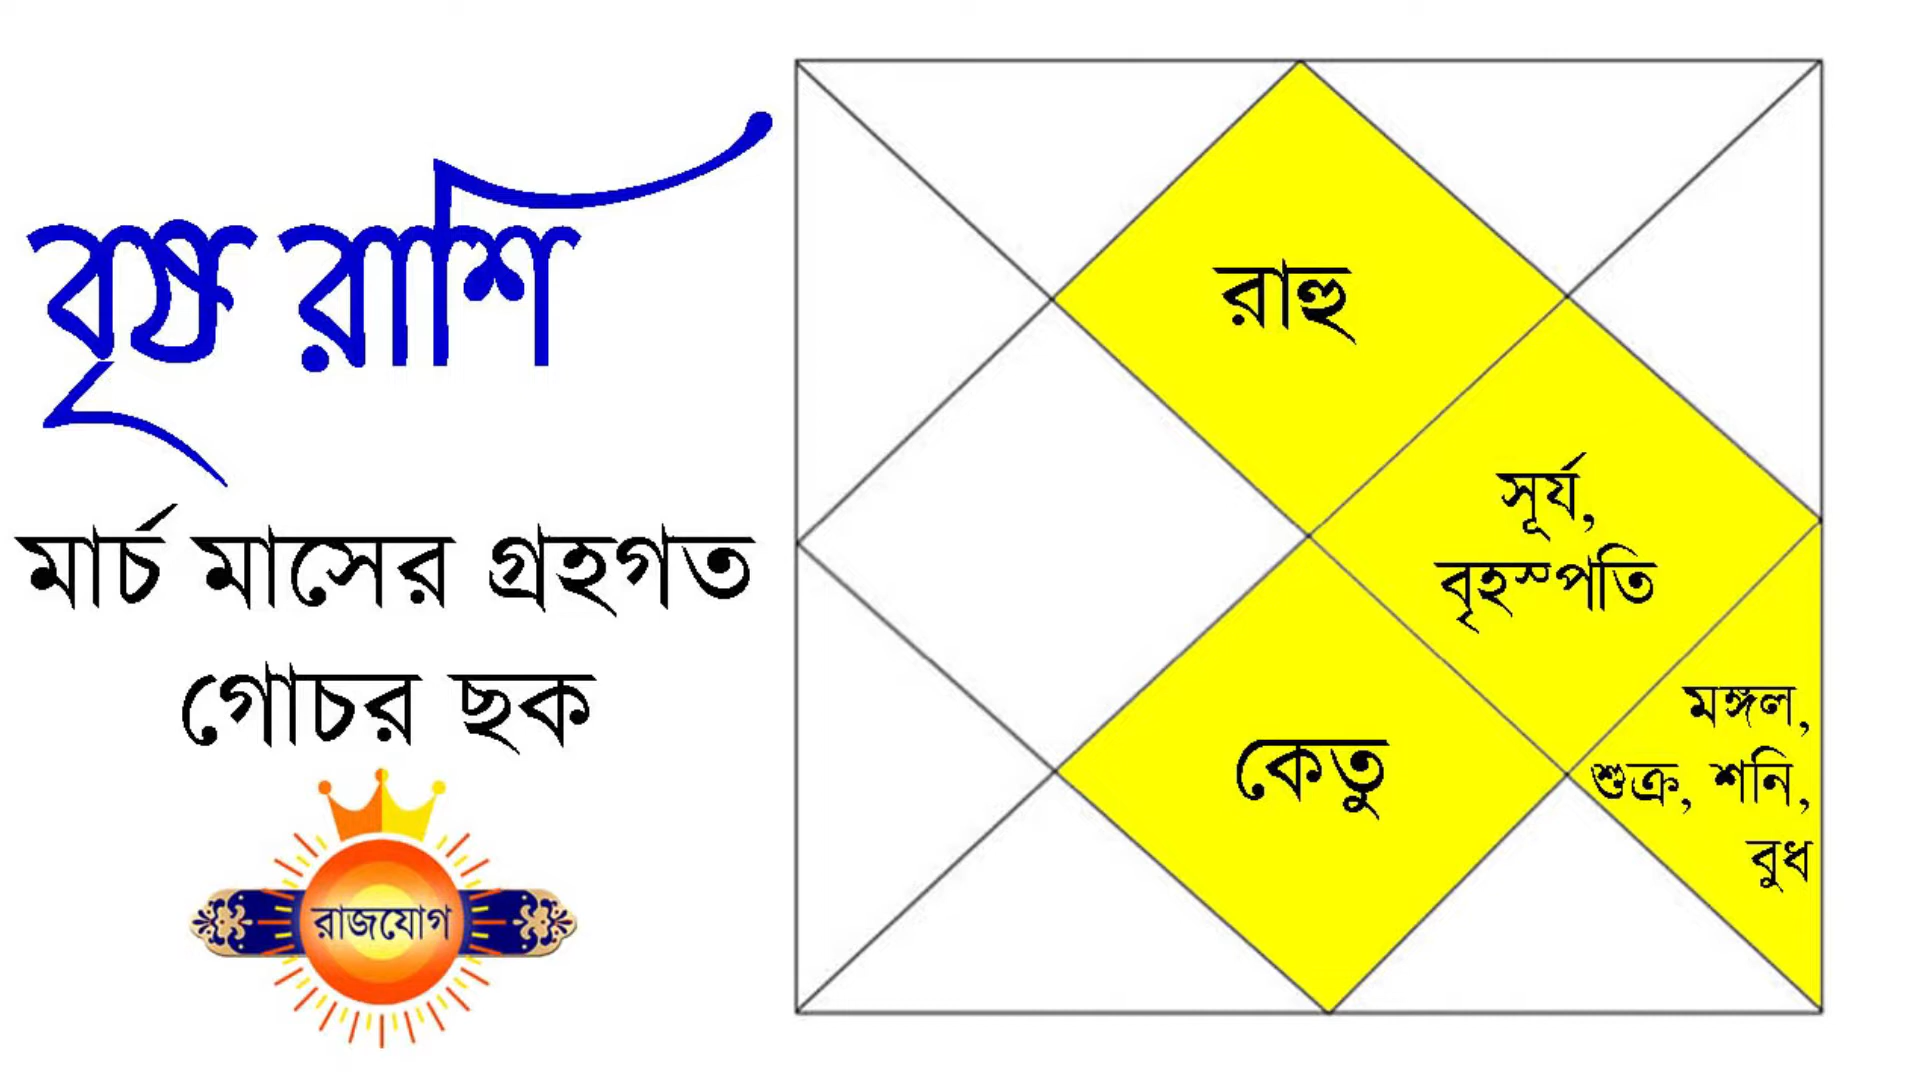 বৃষ রাশি
মার্চ মাসের গ্রহগত
গোচর ছক
রাজযোগ
রাহু
সূর্য,
বৃহস্পতি
মঙ্গল,
শুক্র, শনি,
বুধ
কেতু